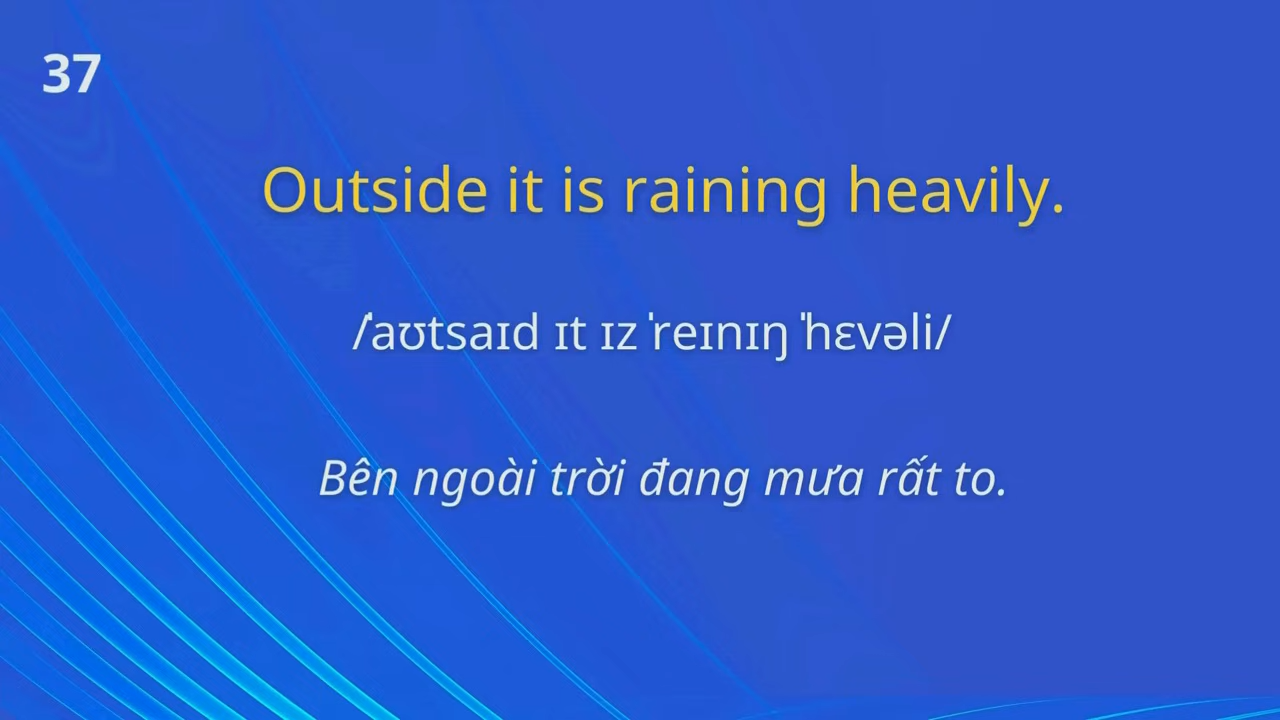 37
Outside it is raining heavily.
/ˈaʊtsaɪd ɪt ɪz ˈreɪnɪŋ ˈhɛvəli/
Bên ngoài trời đang mưa rất to.